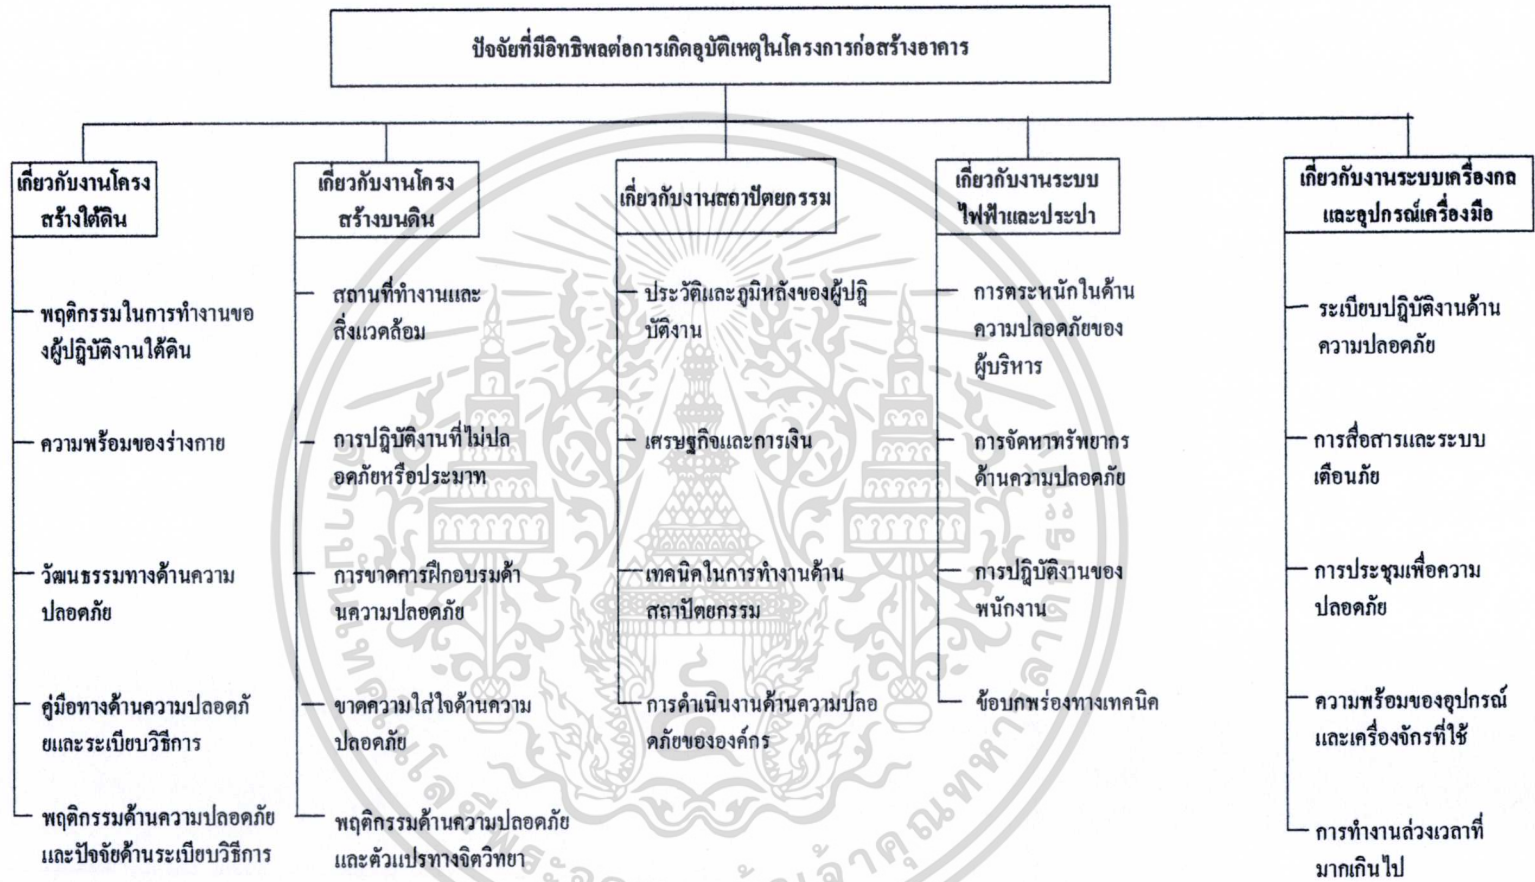 ปัจจัยที่มีอิทธิพลต่อการเกิดอุบัติเหตุในโครงการก่อสร้างอาคาร
เกี่ยวกับงานโครง
สร้างใต้ดิน
พฤติกรรมในการทำงานขอ
งผู้ปฏิบัติงานใต้ดิน
ความพร้อมของร่างกาย
วัฒนธรรมทางด้านความ
ปลอดภัย
คู่มือทางด้านความปลอดภั
ยและระเบียบวิธีการ
พฤติกรรมด้านความปลอดภัย
และปัจจัยด้านระเบียบวิธีการ
เกี่ยวกับงานโครง
สร้างบนดิน
สถานที่ทำงานและ
สิ่งแวดล้อม
การปฏิบัติงานที่ไม่ปล
อดภัยหรือประมาท
การขาดการฝึกอบรมด้า
นความปลอดภัย
ขาดความใส่ใจด้านความ
ปลอดภัย
พฤติกรรมด้านความปลอดภัย
และตัวแปรทางจิตวิทยา
เกี่ยวกับงานสถาปัตยกรรม
ประวัติและภูมิหลังของผู้ปฏิ
บัติงาน
เศรษฐกิจและการเงิน
เทคนิคในการทำงานด้าน
สถาปัตยกรรม
การดำเนินงานด้านความปลอ
ดภัยขององค์กร
เกี่ยวกับงานระบบ
ไฟฟ้าและประปา
การตระหนักในด้าน
ความปลอดภัยของ
ผู้บริหาร
การจัดหาทรัพยากร
ด้านความปลอดภัย
การปฏิบัติงานของ
พนักงาน
ข้อบกพร่องทางเทคนิค
เกี่ยวกับงานระบบเครื่องกล
และอุปกรณ์เครื่องมือ
ระเบียบปฏิบัติงานด้าน
ความปลอดภัย
การสื่อสารและระบบ
เตือนภัย
การประชุมเพื่อความ
ปลอดภัย
ความพร้อมของอุปกรณ์
และเครื่องจักรที่ใช้
การทำงานล่วงเวลาที่
มากเกินไป